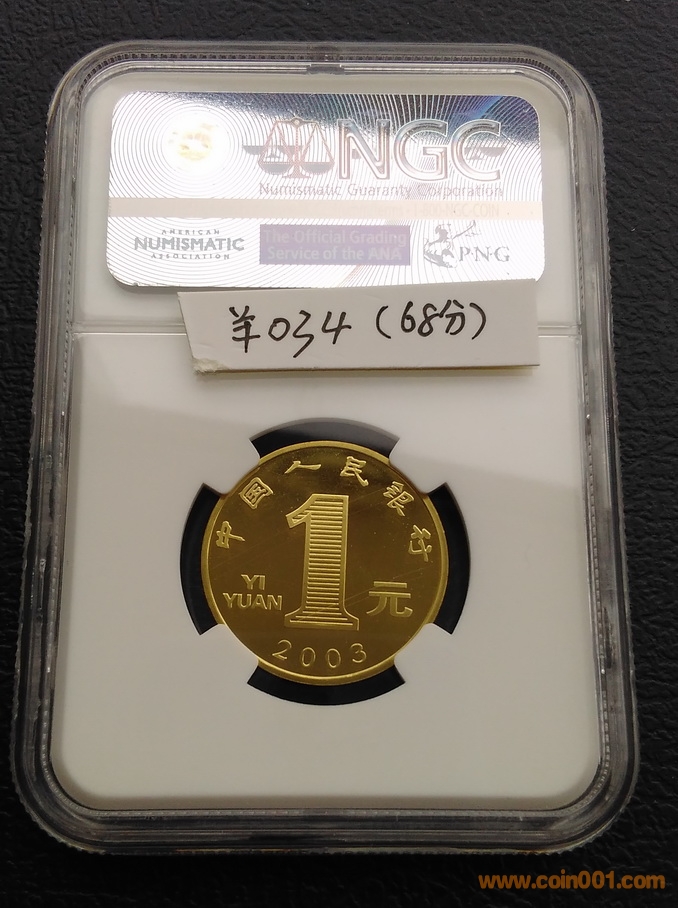 NGC
Numismatic Guaranty Corporation
AMERICAN
NUMISMATIC
ASSOCIATION
The Official Grading
Service of the ANA
P·N·G
羊034(68分)
中国人民银行
1
YI
YUAN
元
2003
www.coin001.com